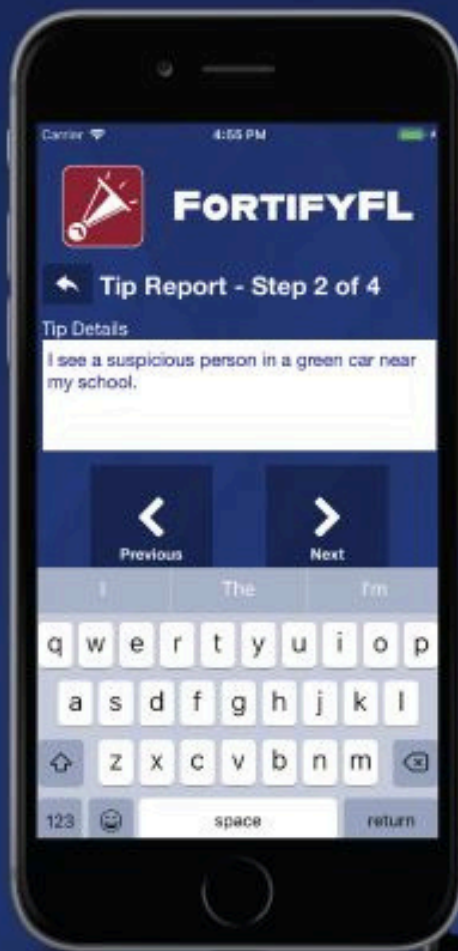 Carrier 4:55 PM
FORTIFYFL
Tip Report - Step 2 of 4
Tip Details
I see a suspicious person in a green car near
my school.
Previous Next
I The I'm
q w e r t y u i o p
a s d f g h j k l
z x c v b n m
123 space return